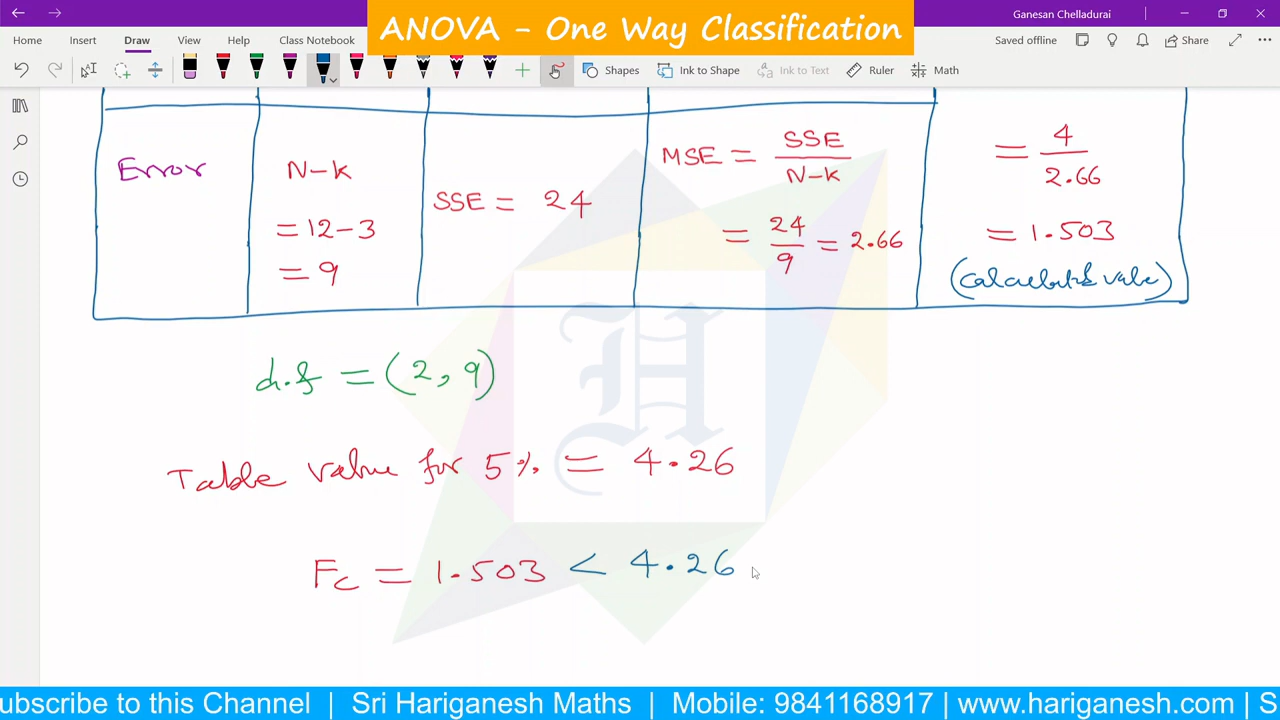 ANOVA - One Way Classification
Ganesan Chelladurai
Home Insert Draw View Help Class Notebook
Saved offline Share
Shapes Ink to Shape Ink to Text Ruler Math
Error
N-k
= 12-3
= 9
SSE = 24
MSE = SSE / N-k
= 24 / 9 = 2.66
= 4 / 2.66
= 1.503
(Calculated value)
d.f = (2, 9)
Table value for 5% = 4.26
Fc = 1.503 < 4.26
H
ubscribe to this Channel | Sri Hariganesh Maths | Mobile: 9841168917 | www.hariganesh.com | S